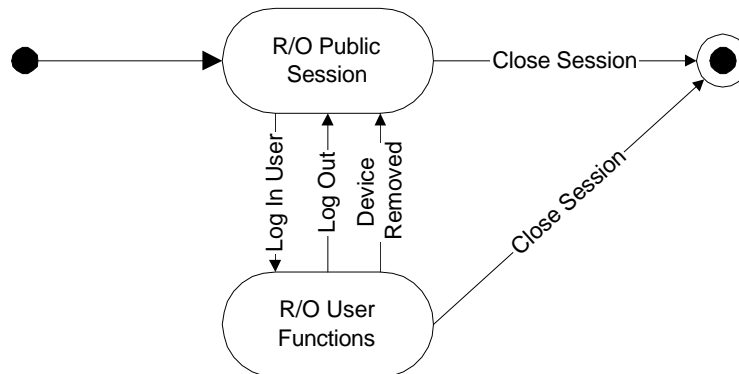 R/O Public
Session
Close Session
Log In User
Log Out
Device
Removed
Close Session
R/O User
Functions